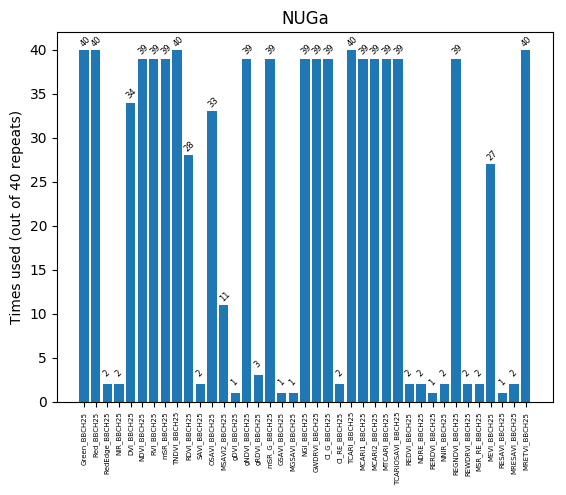 NUGa
Times used (out of 40 repeats)
40
35
30
25
20
15
10
5
0
40 40 2 2 34 39 39 39 40 28 2 33 11 1 39 3 39 1 1 39 39 39 2 40 39 39 39 39 2 2 1 2 39 2 2 27 1 2 40
Green_BBCH25
Red_BBCH25
RedEdge_BBCH25
NIR_BBCH25
DVI_BBCH25
NDVI_BBCH25
RVI_BBCH25
mSR_BBCH25
TNDVI_BBCH25
RDVI_BBCH25
SAVI_BBCH25
OSAVI_BBCH25
MSAVI2_BBCH25
gDVI_BBCH25
gNDVI_BBCH25
gRDVI_BBCH25
mSR_G_BBCH25
GSAVI_BBCH25
MGSAVI_BBCH25
NGI_BBCH25
GWDRVI_BBCH25
CI_G_BBCH25
CI_RE_BBCH25
TCARI_BBCH25
MCARI1_BBCH25
MCARI2_BBCH25
MTCARI_BBCH25
TCARIOSAVI_BBCH25
REDVI_BBCH25
NDRE_BBCH25
RERDVI_BBCH25
NNIR_BBCH25
REGNDVI_BBCH25
REWDRVI_BBCH25
MSR_RE_BBCH25
MEVI_BBCH25
RESAVI_BBCH25
MRESAVI_BBCH25
MRETVI_BBCH25